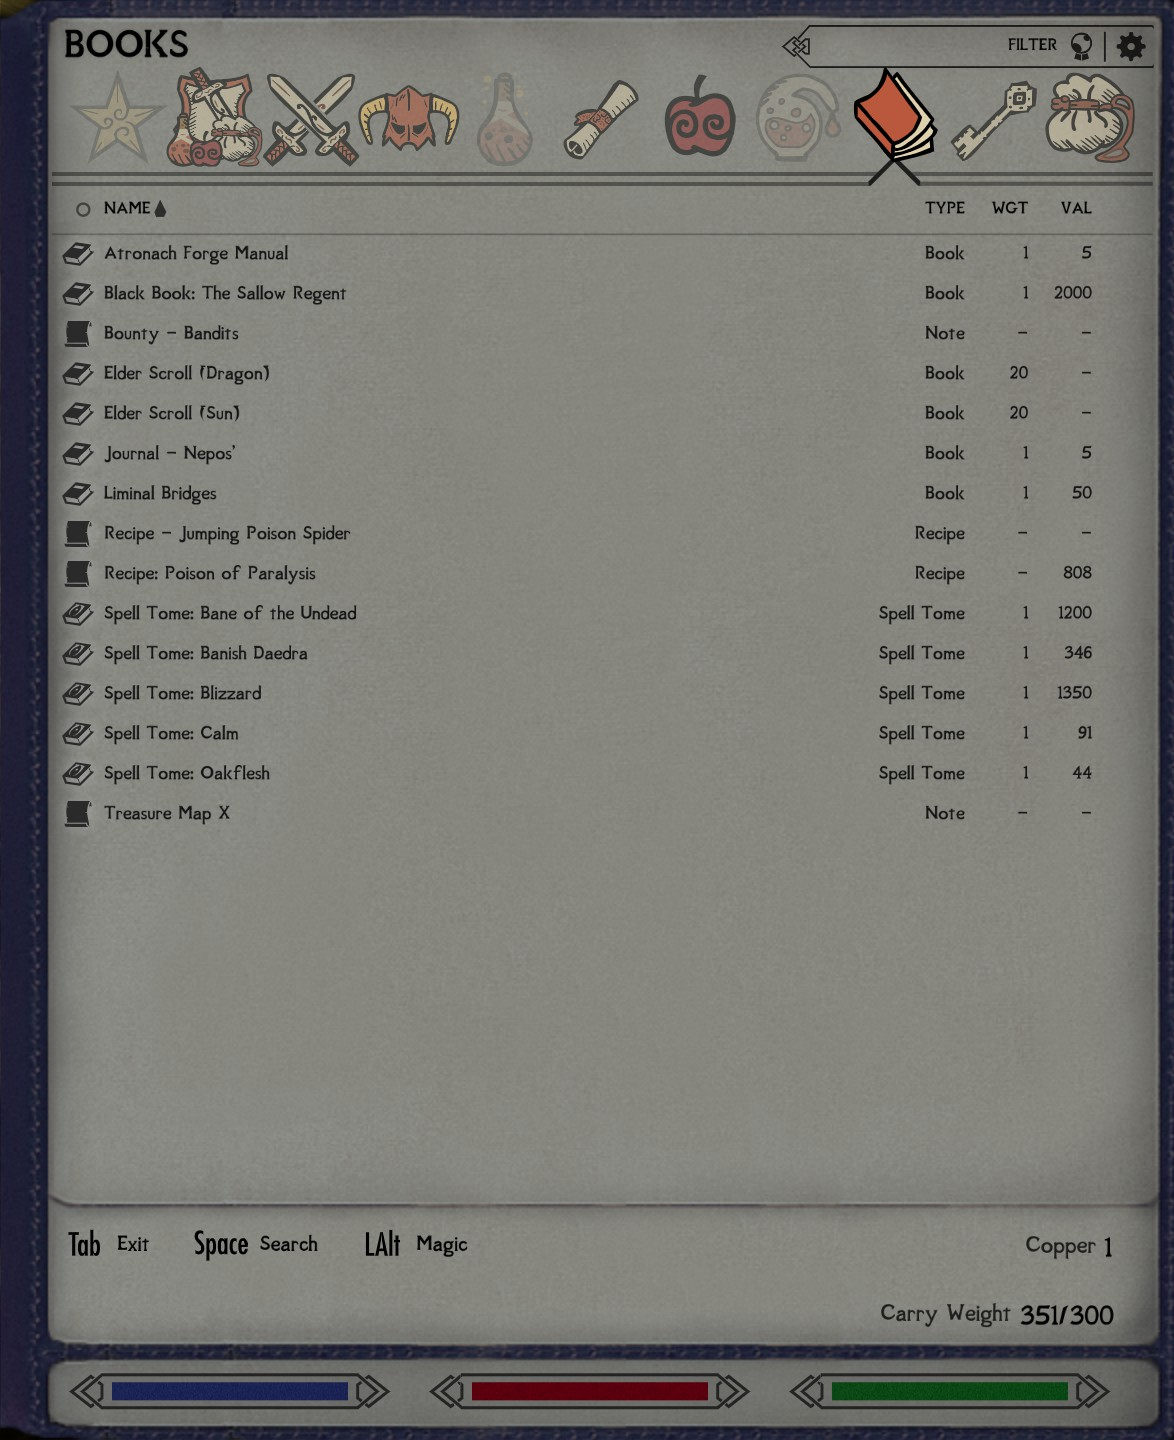 BOOKS
FILTER
NAME TYPE WGT VAL
Atronach Forge Manual Book 1 5
Black Book: The Sallow Regent Book 1 2000
Bounty – Bandits Note – –
Elder Scroll (Dragon) Book 20 –
Elder Scroll (Sun) Book 20 –
Journal – Nepos' Book 1 5
Liminal Bridges Book 1 50
Recipe – Jumping Poison Spider Recipe – –
Recipe: Poison of Paralysis Recipe – 808
Spell Tome: Bane of the Undead Spell Tome 1 1200
Spell Tome: Banish Daedra Spell Tome 1 346
Spell Tome: Blizzard Spell Tome 1 1350
Spell Tome: Calm Spell Tome 1 91
Spell Tome: Oakflesh Spell Tome 1 44
Treasure Map X Note – –
Tab Exit Space Search LAlt Magic Copper 1
Carry Weight 351/300